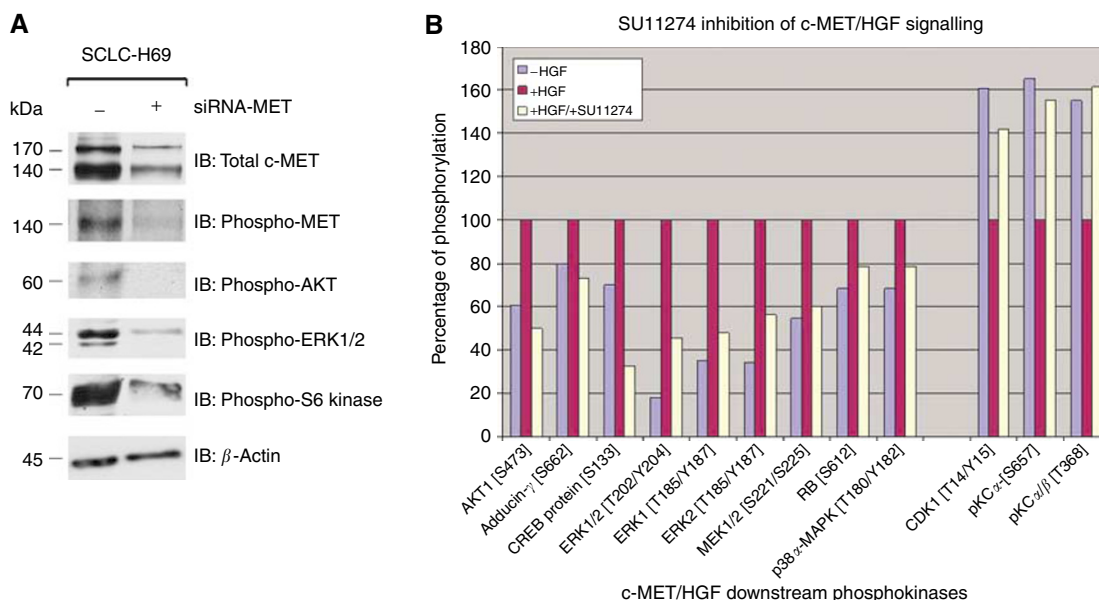 A
SCLC-H69
kDa
– + siRNA-MET
170
140
IB: Total c-MET
140
IB: Phospho-MET
60
IB: Phospho-AKT
44
42
IB: Phospho-ERK1/2
70
IB: Phospho-S6 kinase
45
IB: β-Actin
B
SU11274 inhibition of c-MET/HGF signalling
Percentage of phosphorylation
180
160
140
120
100
80
60
40
20
0
–HGF
+HGF
+HGF/+SU11274
AKT1 [S473]
Adducin-γ [S662]
CREB protein [S133]
ERK1/2 [T202/Y204]
ERK1 [T185/Y187]
ERK2 [T185/Y187]
MEK1/2 [S221/S225]
RB [S612]
p38α-MAPK [T180/Y182]
CDK1 [T14/Y15]
pKCα-[S657]
pKCα/β [T368]
c-MET/HGF downstream phosphokinases